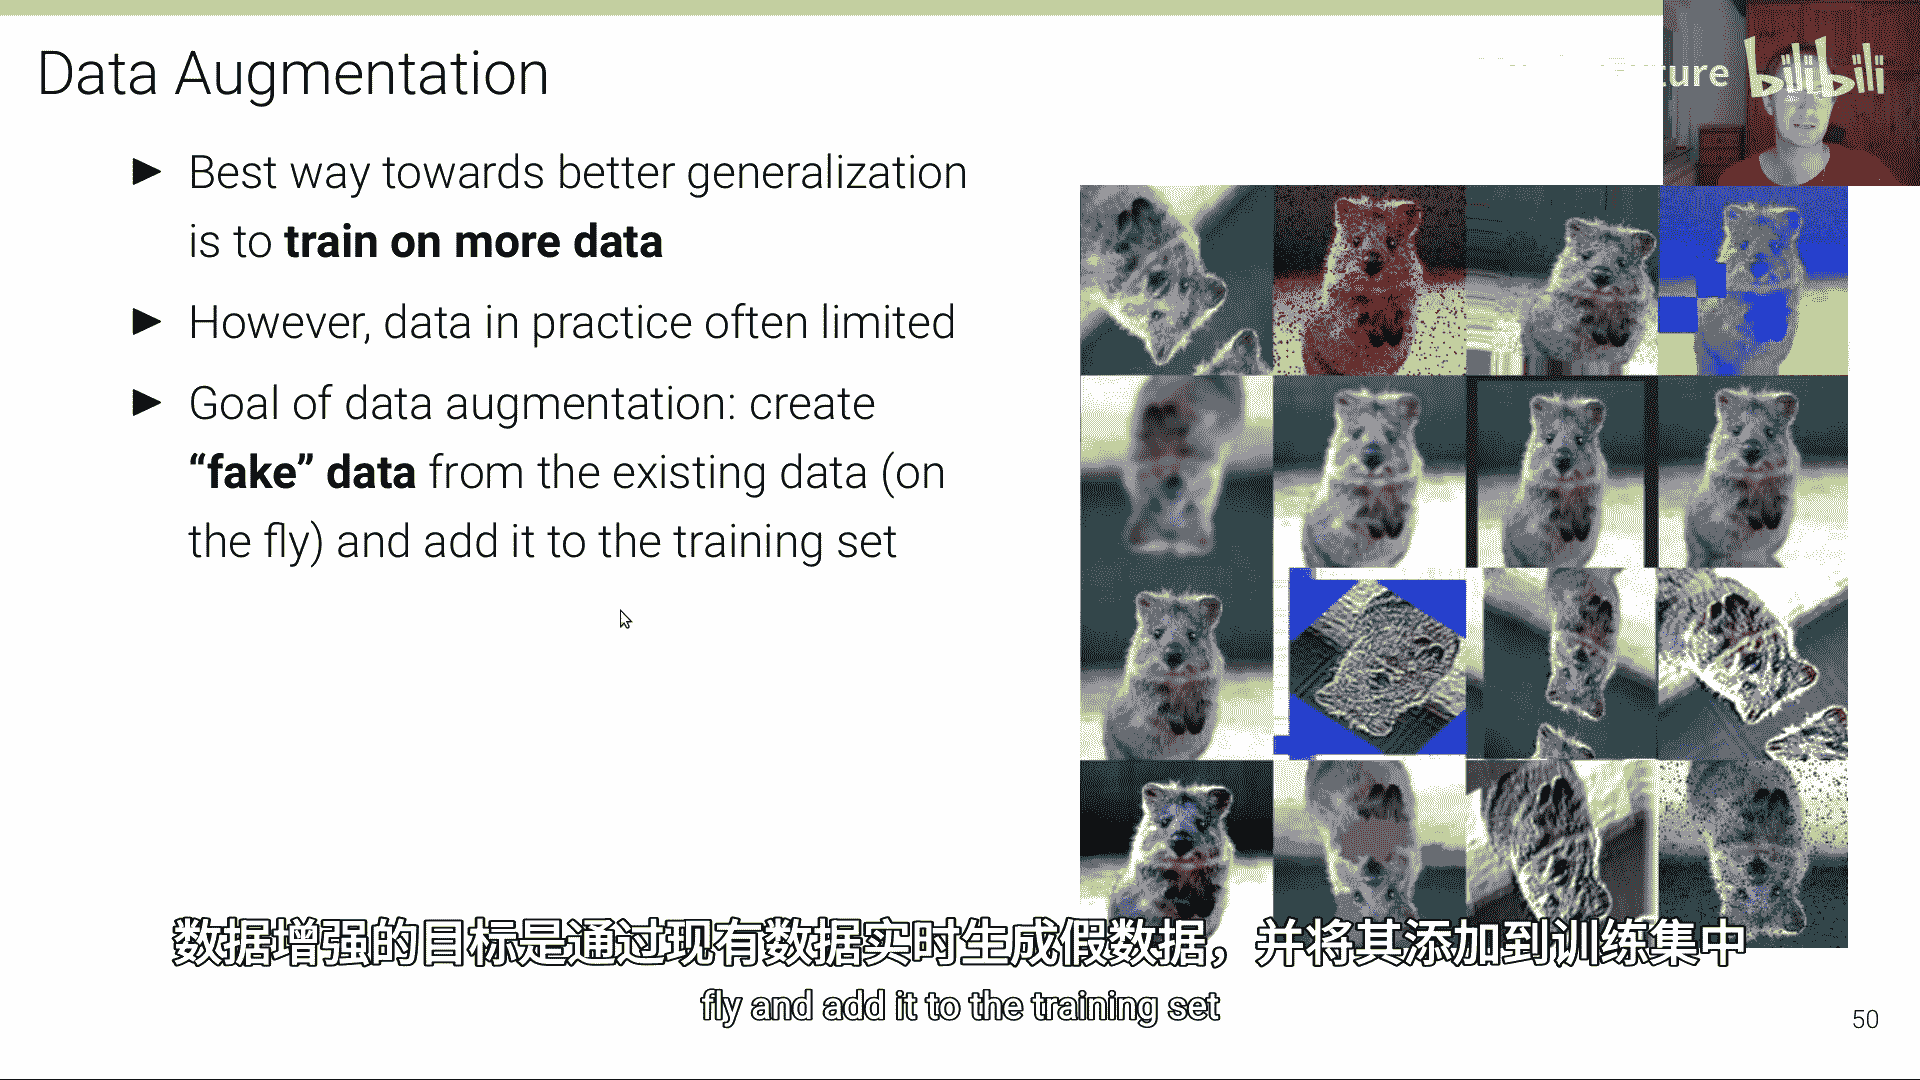 Data Augmentation
ture bilibili
► Best way towards better generalization
is to train on more data
► However, data in practice often limited
► Goal of data augmentation: create
“fake” data from the existing data (on
the fly) and add it to the training set
数据增强的目标是通过现有数据实时生成假数据，并将其添加到训练集中
fly and add it to the training set
50